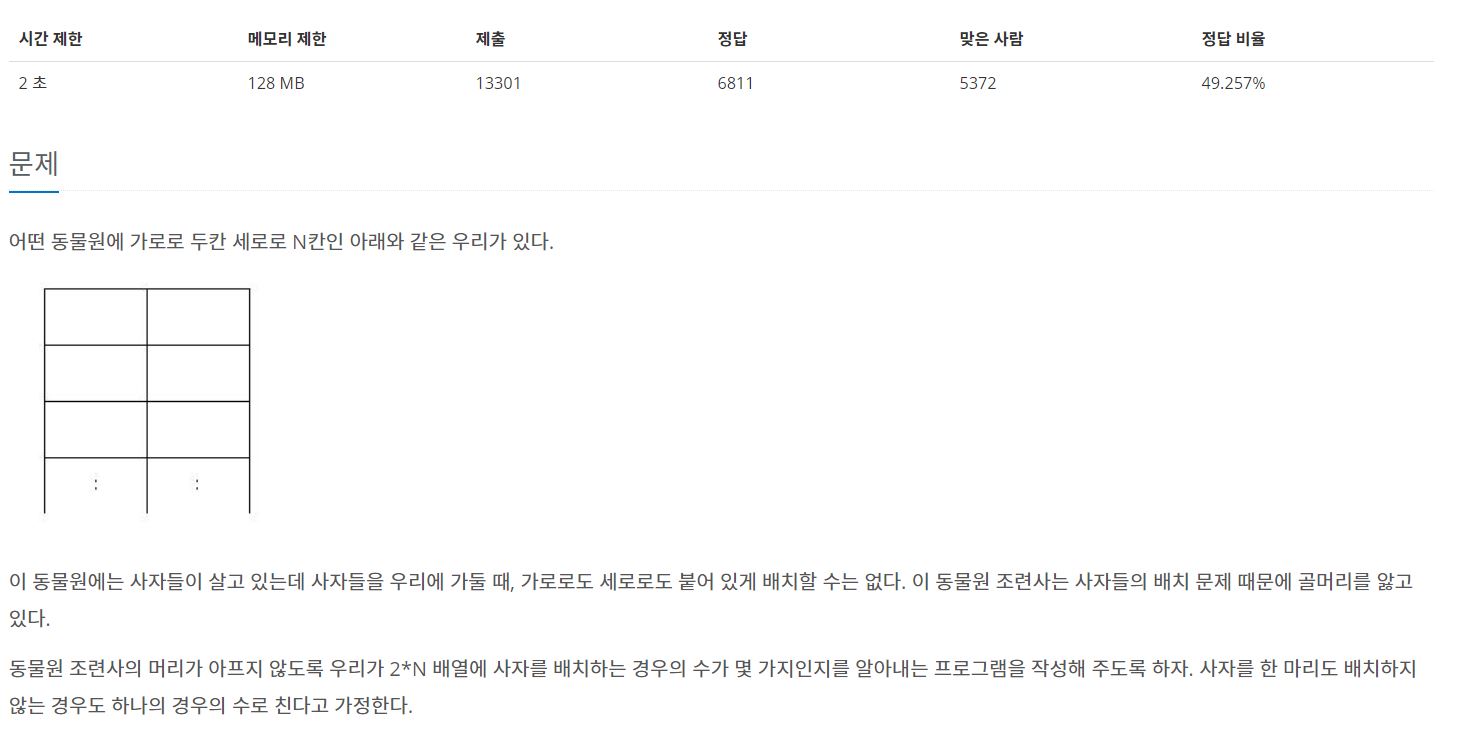 시간 제한 메모리 제한 제출 정답 맞은 사람 정답 비율
2 초 128 MB 13301 6811 5372 49.257%
문제
어떤 동물원에 가로로 두칸 세로로 N칸인 아래와 같은 우리가 있다.
: :
이 동물원에는 사자들이 살고 있는데 사자들을 우리에 가둘 때, 가로로도 세로로도 붙어 있게 배치할 수는 없다. 이 동물원 조련사는 사자들의 배치 문제 때문에 골머리를 앓고
있다.
동물원 조련사의 머리가 아프지 않도록 우리가 2*N 배열에 사자를 배치하는 경우의 수가 몇 가지인지를 알아내는 프로그램을 작성해 주도록 하자. 사자를 한 마리도 배치하지
않는 경우도 하나의 경우의 수로 친다고 가정한다.